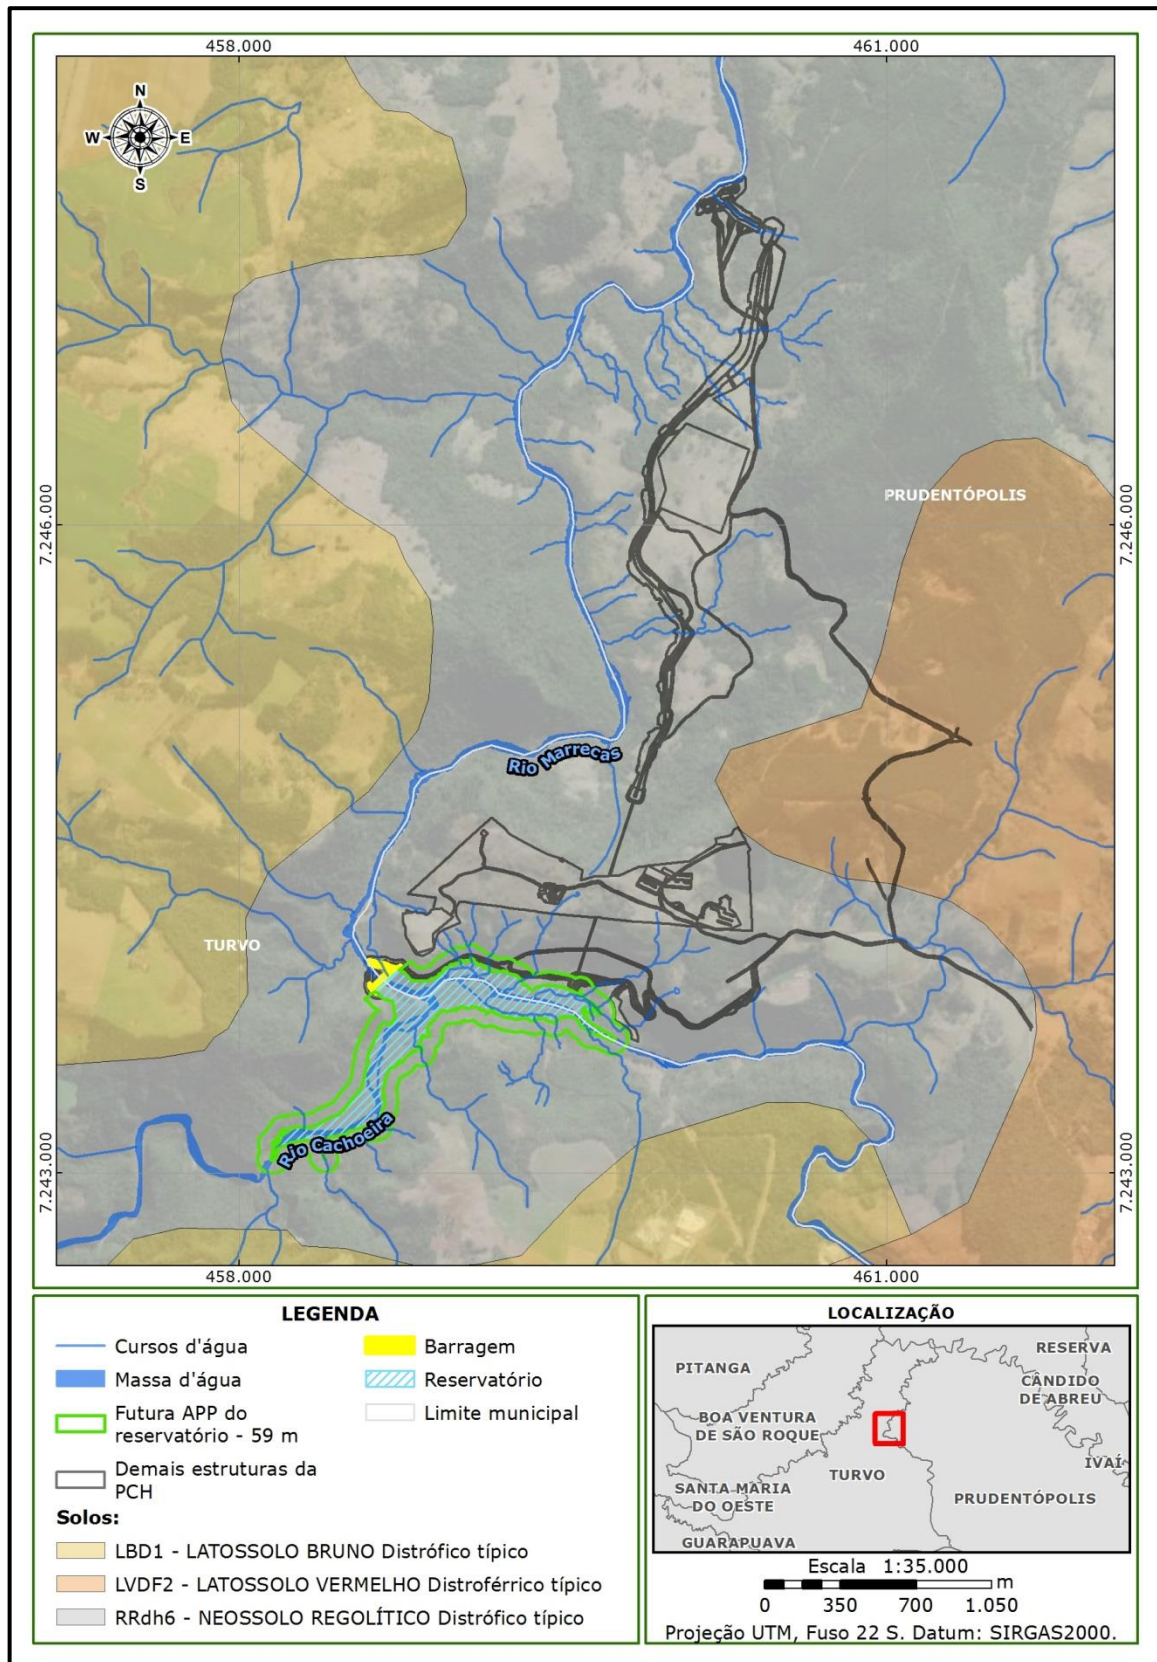 458.000
461.000
N
W
E
S
7.246.000
PRUDENTÓPOLIS
7.246.000
Rio Marrecas
TURVO
Rio Cachoeira
7.243.000
7.243.000
458.000
461.000
LEGENDA
Cursos d'água
Massa d'água
Futura APP do
reservatório - 59 m
Demais estruturas da
PCH
Barragem
Reservatório
Limite municipal
Solos:
LBD1 - LATOSSOLO BRUNO Distrófico típico
LVDF2 - LATOSSOLO VERMELHO Distroférrico típico
RRdh6 - NEOSSOLO REGOLÍTICO Distrófico típico
LOCALIZAÇÃO
RESERVA
PITANGA
CÂNDIDO
DE ABREU
BOA VENTURA
DE SÃO ROQUE
IVAÍ
TURVO
SANTA MARIA
DO OESTE
PRUDENTÓPOLIS
GUARAPUAVA
Escala 1:35.000
m
0 350 700 1.050
Projeção UTM, Fuso 22 S. Datum: SIRGAS2000.